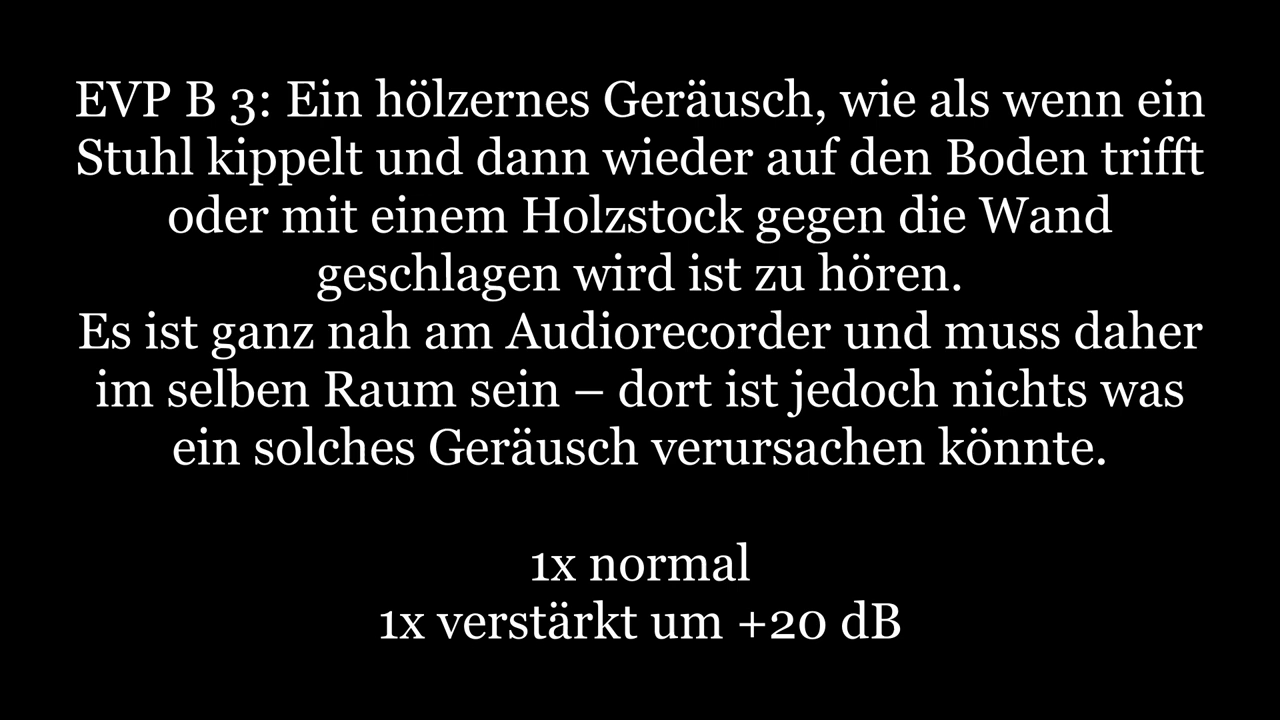 EVP B 3: Ein hölzernes Geräusch, wie als wenn ein
Stuhl kippelt und dann wieder auf den Boden trifft
oder mit einem Holzstock gegen die Wand
geschlagen wird ist zu hören.
Es ist ganz nah am Audiorecorder und muss daher
im selben Raum sein – dort ist jedoch nichts was
ein solches Geräusch verursachen könnte.
1x normal
1x verstärkt um +20 dB